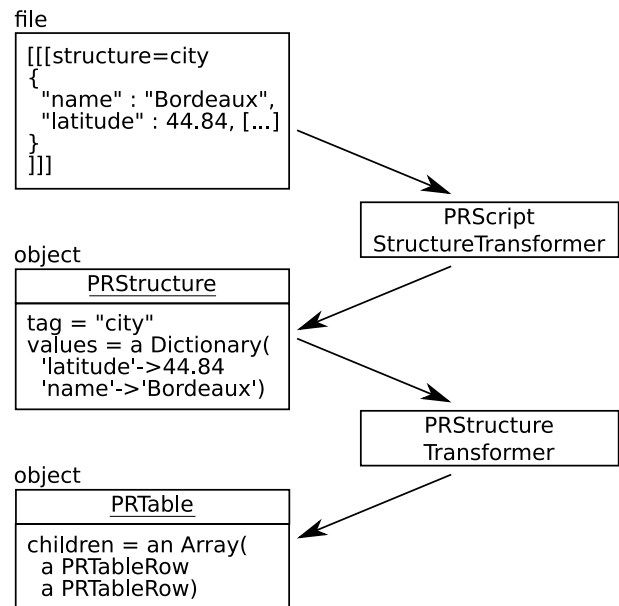 file
[[[structure=city
{
"name" : "Bordeaux",
"latitude" : 44.84, [...]
}
]]]
PRScript
StructureTransformer
object
PRStructure
tag = "city"
values = a Dictionary(
'latitude'->44.84
'name'->'Bordeaux')
PRStructure
Transformer
object
PRTable
children = an Array(
a PRTableRow
a PRTableRow)